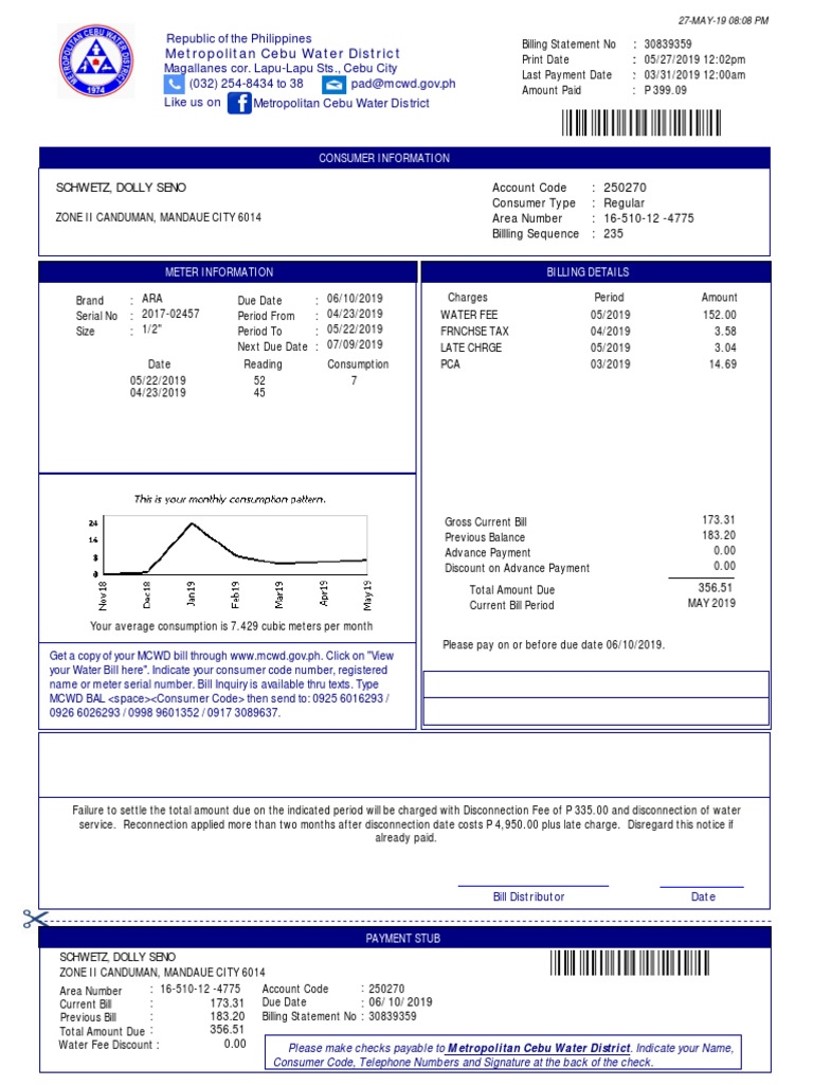 27-MAY-19 08:08 PM
Republic of the Philippines
Metropolitan Cebu Water District
Magallanes cor. Lapu-Lapu Sts., Cebu City
(032) 254-8434 to 38 pad@mcwd.gov.ph
Like us on f Metropolitan Cebu Water District
METROPOLITAN CEBU WATER DISTRICT
1974
Billing Statement No : 30839359
Print Date : 05/27/2019 12:02pm
Last Payment Date : 03/31/2019 12:00am
Amount Paid : P 399.09
CONSUMER INFORMATION
SCHWETZ, DOLLY SENO
ZONE II CANDUMAN, MANDAUE CITY 6014
Account Code : 250270
Consumer Type : Regular
Area Number : 16-510-12 -4775
Billing Sequence : 235
METER INFORMATION
Brand : ARA Due Date : 06/10/2019
Serial No : 2017-02457 Period From : 04/23/2019
Size : 1/2" Period To : 05/22/2019
Next Due Date : 07/09/2019
Date Reading Consumption
05/22/2019 52 7
04/23/2019 45
This is your monthly consumption pattern.
24
16
8
0
Nov18 Dec18 Jan19 Feb19 Mar19 Apr19 May19
Your average consumption is 7.429 cubic meters per month
Get a copy of your MCWD bill through www.mcwd.gov.ph. Click on "View
your Water Bill here". Indicate your consumer code number, registered
name or meter serial number. Bill Inquiry is available thru texts. Type
MCWD BAL <space><Consumer Code> then send to: 0925 6016293 /
0926 6026293 / 0998 9601352 / 0917 3089637.
BILLING DETAILS
Charges Period Amount
WATER FEE 05/2019 152.00
FRNCHSE TAX 04/2019 3.58
LATE CHRGE 05/2019 3.04
PCA 03/2019 14.69
Gross Current Bill 173.31
Previous Balance 183.20
Advance Payment 0.00
Discount on Advance Payment 0.00
Total Amount Due 356.51
Current Bill Period MAY 2019
Please pay on or before due date 06/10/2019.
Failure to settle the total amount due on the indicated period will be charged with Disconnection Fee of P 335.00 and disconnection of water
service. Reconnection applied more than two months after disconnection date costs P 4,950.00 plus late charge. Disregard this notice if
already paid.
Bill Distributor Date
PAYMENT STUB
SCHWETZ, DOLLY SENO
ZONE II CANDUMAN, MANDAUE CITY 6014
Area Number : 16-510-12 -4775 Account Code : 250270
Current Bill : 173.31 Due Date : 06/ 10/ 2019
Previous Bill : 183.20 Billing Statement No : 30839359
Total Amount Due : 356.51
Water Fee Discount : 0.00
Please make checks payable to Metropolitan Cebu Water District. Indicate your Name,
Consumer Code, Telephone Numbers and Signature at the back of the check.